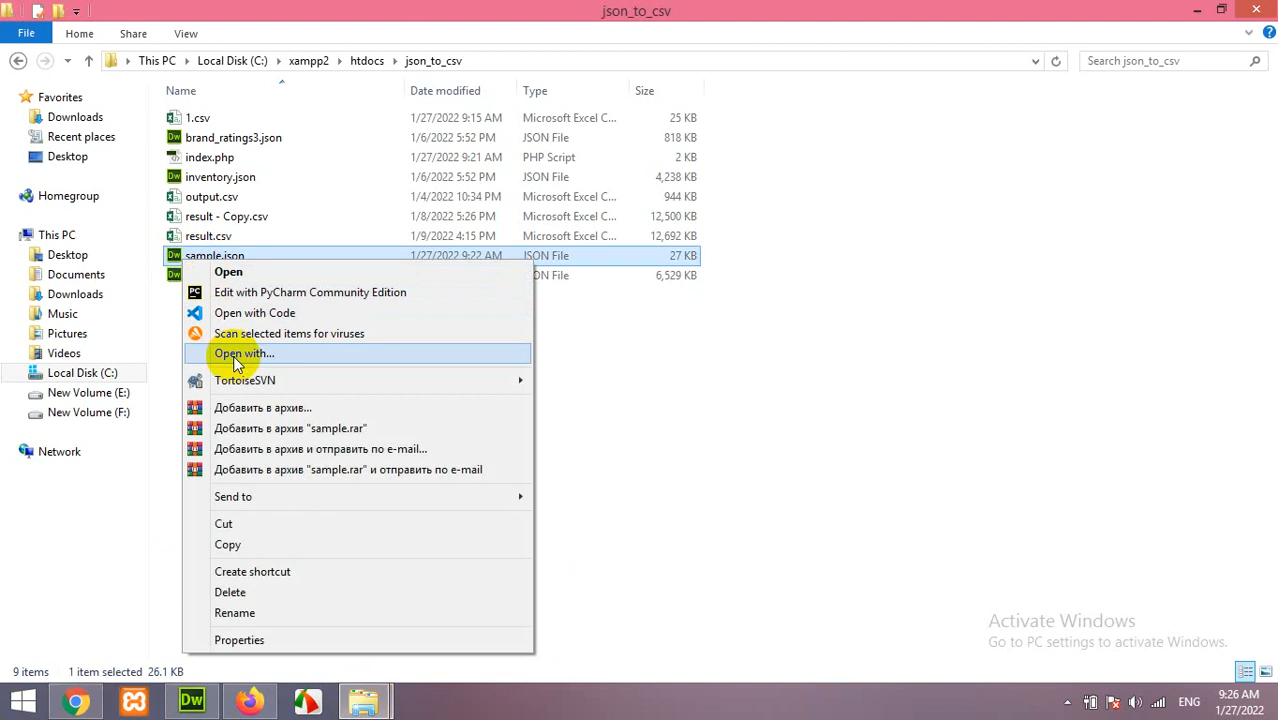 json_to_csv
File Home Share View
This PC Local Disk (C:) xampp2 htdocs json_to_csv
Search json_to_csv
Name Date modified Type Size
Favorites
Downloads
Recent places
Desktop
Homegroup
This PC
Desktop
Documents
Downloads
Music
Pictures
Videos
Local Disk (C:)
New Volume (E:)
New Volume (F:)
Network
1.csv 1/27/2022 9:15 AM Microsoft Excel C... 25 KB
brand_ratings3.json 1/6/2022 5:52 PM JSON File 818 KB
index.php 1/27/2022 9:21 AM PHP Script 2 KB
inventory.json 1/6/2022 5:52 PM JSON File 4,238 KB
output.csv 1/4/2022 10:34 PM Microsoft Excel C... 944 KB
result - Copy.csv 1/8/2022 5:26 PM Microsoft Excel C... 12,500 KB
result.csv 1/9/2022 4:15 PM Microsoft Excel C... 12,692 KB
sample.json 1/27/2022 9:22 AM JSON File 27 KB
ON File 6,529 KB
Open
Edit with PyCharm Community Edition
Open with Code
Scan selected items for viruses
Open with...
TortoiseSVN
Добавить в архив...
Добавить в архив "sample.rar"
Добавить в архив и отправить по e-mail...
Добавить в архив "sample.rar" и отправить по e-mail
Send to
Cut
Copy
Create shortcut
Delete
Rename
Properties
Activate Windows
Go to PC settings to activate Windows.
9 items 1 item selected 26.1 KB
Dw
ENG
9:26 AM
1/27/2022